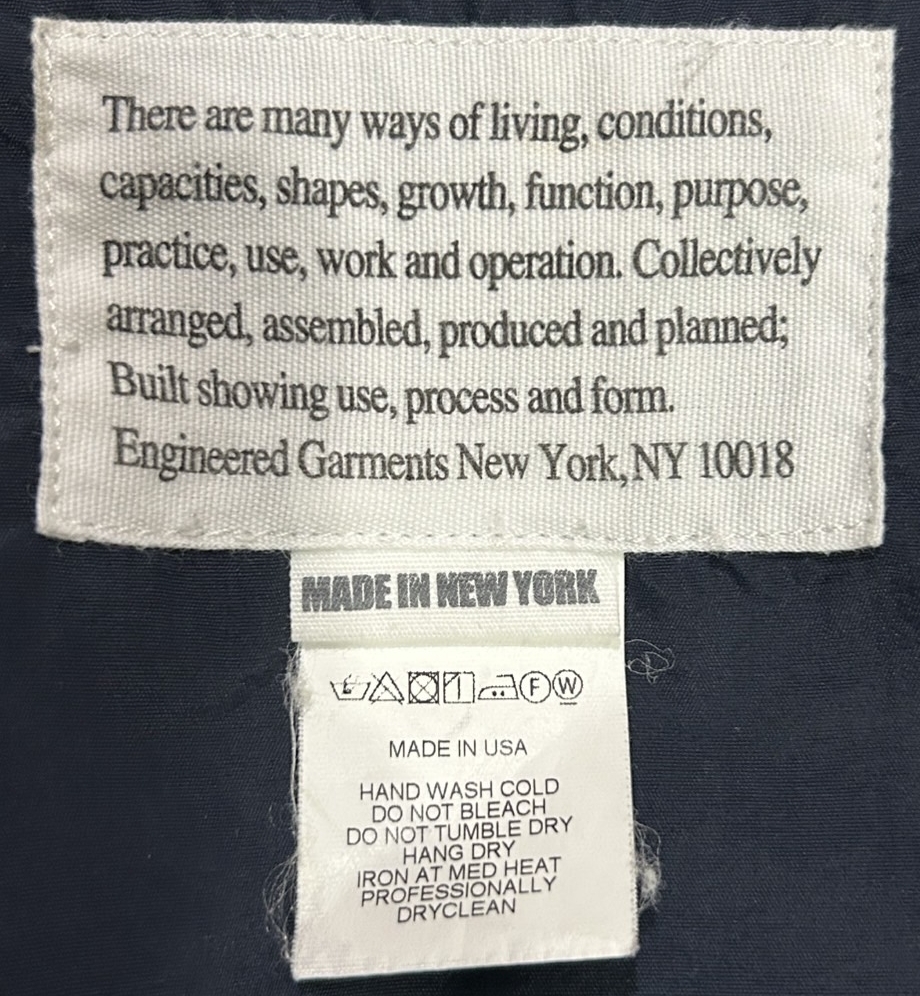 There are many ways of living, conditions,
capacities, shapes, growth, function, purpose,
practice, use, work and operation. Collectively
arranged, assembled, produced and planned;
Built showing use, process and form.
Engineered Garments New York, NY 10018
MADE IN NEW YORK
F W
MADE IN USA
HAND WASH COLD
DO NOT BLEACH
DO NOT TUMBLE DRY
HANG DRY
IRON AT MED HEAT
PROFESSIONALLY
DRYCLEAN